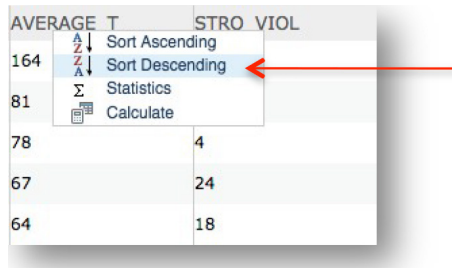 AVERAGE_T STRO_VIOL
Sort Ascending
164 Sort Descending
Statistics
81
Calculate
78 4
67 24
64 18